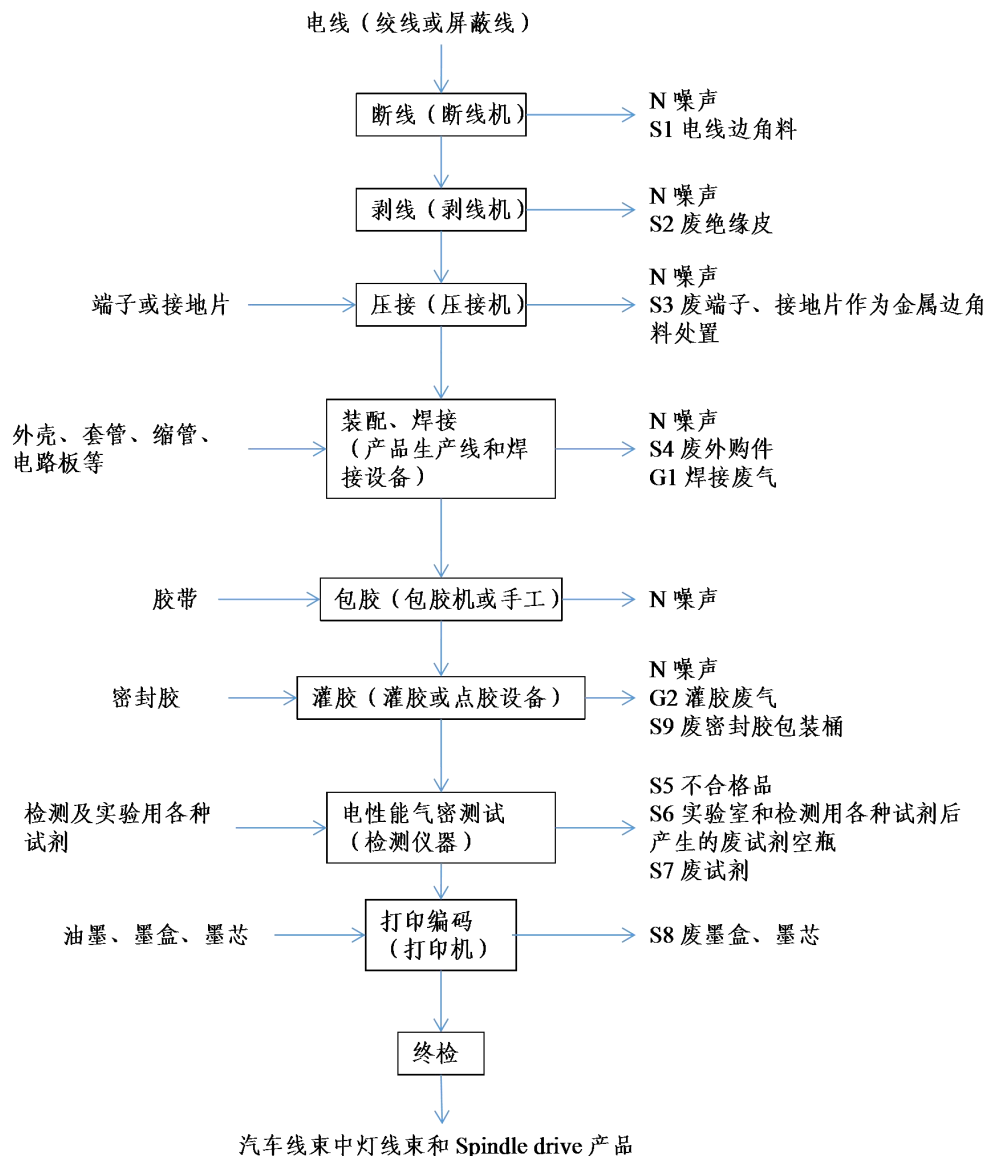 电线（绞线或屏蔽线）
断线（断线机）
N 噪声
S1 电线边角料
剥线（剥线机）
N 噪声
S2 废绝缘皮
端子或接地片
压接（压接机）
N 噪声
S3 废端子、接地片作为金属边角
料处置
外壳、套管、缩管、
电路板等
装配、焊接
（产品生产线和焊
接设备）
N 噪声
S4 废外购件
G1 焊接废气
胶带
包胶（包胶机或手工）
N 噪声
密封胶
灌胶（灌胶或点胶设备）
N 噪声
G2 灌胶废气
S9 废密封胶包装桶
检测及实验用各种
试剂
电性能气密测试
（检测仪器）
S5 不合格品
S6 实验室和检测用各种试剂后
产生的废试剂空瓶
S7 废试剂
油墨、墨盒、墨芯
打印编码
（打印机）
S8 废墨盒、墨芯
终检
汽车线束中灯线束和 Spindle drive 产品